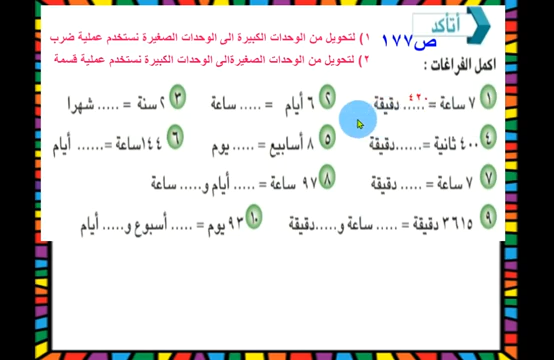 أتأكد
ص١٧٧
١) لتحويل من الوحدات الكبيرة الى الوحدات الصغيرة نستخدم عملية ضرب
٢) لتحويل من الوحدات الصغيرةالى الوحدات الكبيرة نستخدم عملية قسمة
اكمل الفراغات :
١ ٧ ساعة = ..٤٢٠.. دقيقة ٢ ٦ أيام = ..... ساعة ٣ ٢ سنة = ..... شهرا
٤ ٤٠٠ ثانية =......دقيقة ٥ ٨ أسابيع = ..... يوم ٦ ١٤٤ساعة =...... أيام
٧ ٧ ساعة = ..... دقيقة ٨ ٩٧ ساعة = ..... أيام و..... ساعة
٩ ٣٦١٥ دقيقة = ..... ساعة و.....دقيقة ١٠ ٩٣ يوم = ..... أسبوع و..... أيام